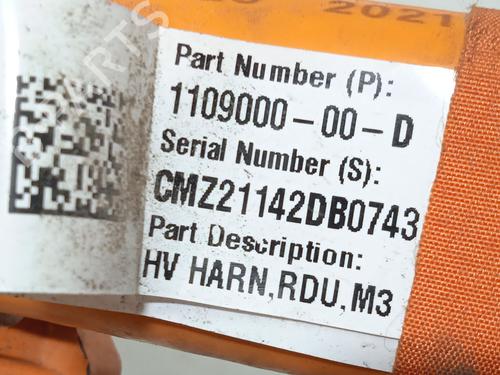 2021
Part Number (P):
1109000-00-D
Serial Number (S):
CMZ21142DB0743
Part Description:
HV HARN,RDU,M3